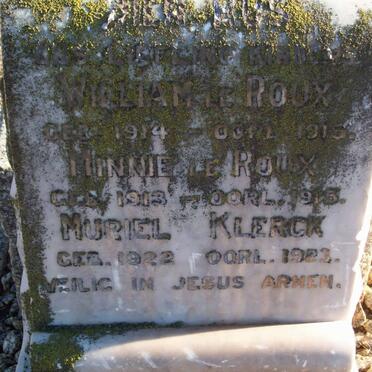 WILLIAM LE ROUX
GEB. 1914 – OORL. 1915.
MINNIE LE ROUX
GEB. 1913 – OORL. 1915.
MURIEL KLERCK
GEB. 1922 OORL. 1922.
VEILIG IN JESUS ARMEN.